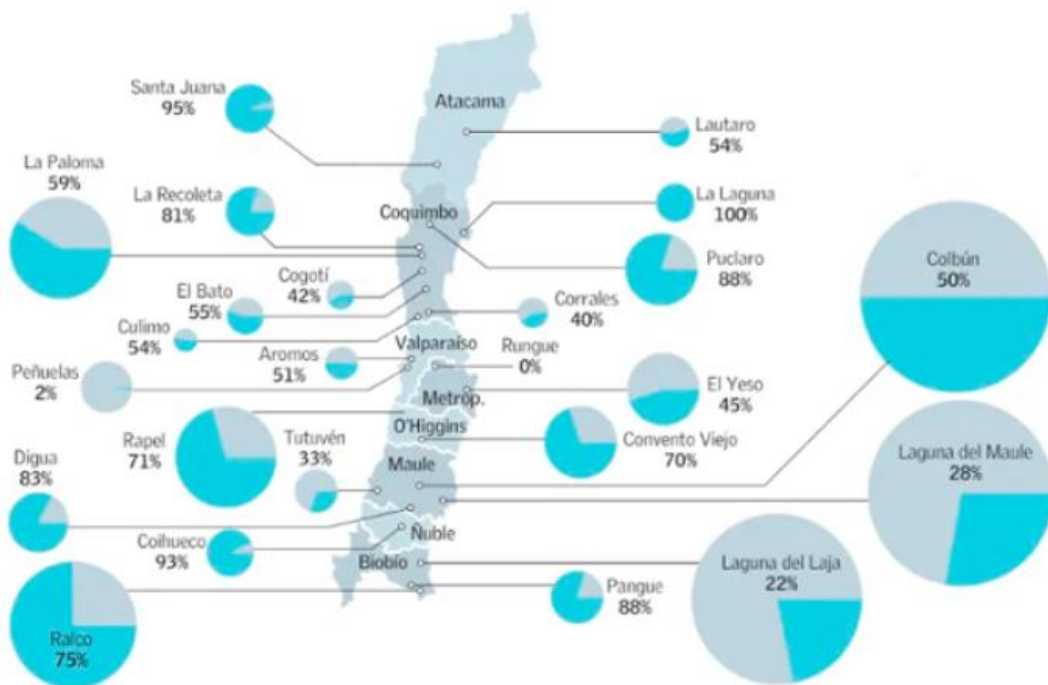 Santa Juana
95%
Atacama
Lautaro
54%
La Paloma
59%
La Recoleta
81%
Coquimbo
La Laguna
100%
Puclaro
88%
Colbún
50%
Cogotí
42%
El Bato
55%
Corrales
40%
Culimo
54%
Valparaíso
Rungue
0%
Aromos
51%
Peñuelas
2%
Metróp.
El Yeso
45%
O'Higgins
Rapel
71%
Tutuvén
33%
Convento Viejo
70%
Maule
Laguna del Maule
28%
Digua
83%
Ñuble
Coihueco
93%
Biobío
Laguna del Laja
22%
Pangue
88%
Ralco
75%